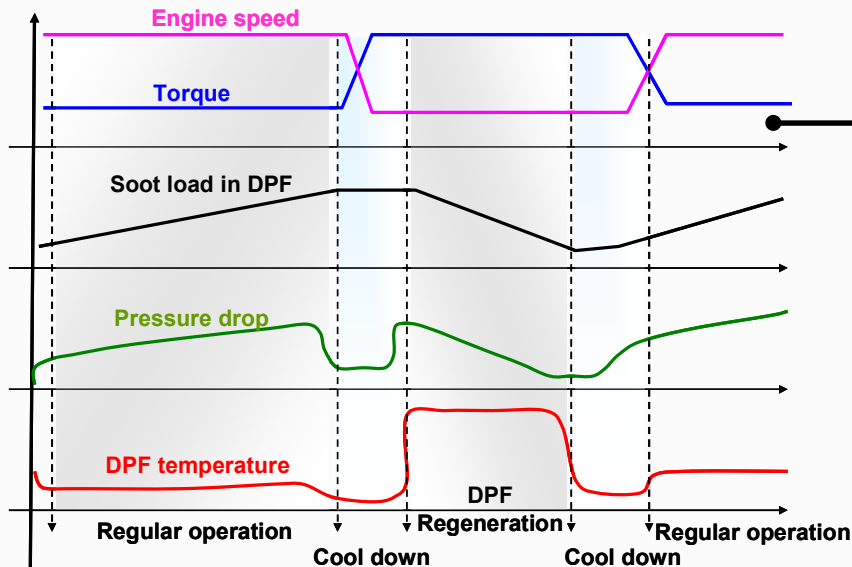 Engine speed
Torque
Soot load in DPF
Pressure drop
DPF temperature
DPF
Regeneration
Regular operation
Regular operation
Cool down
Cool down